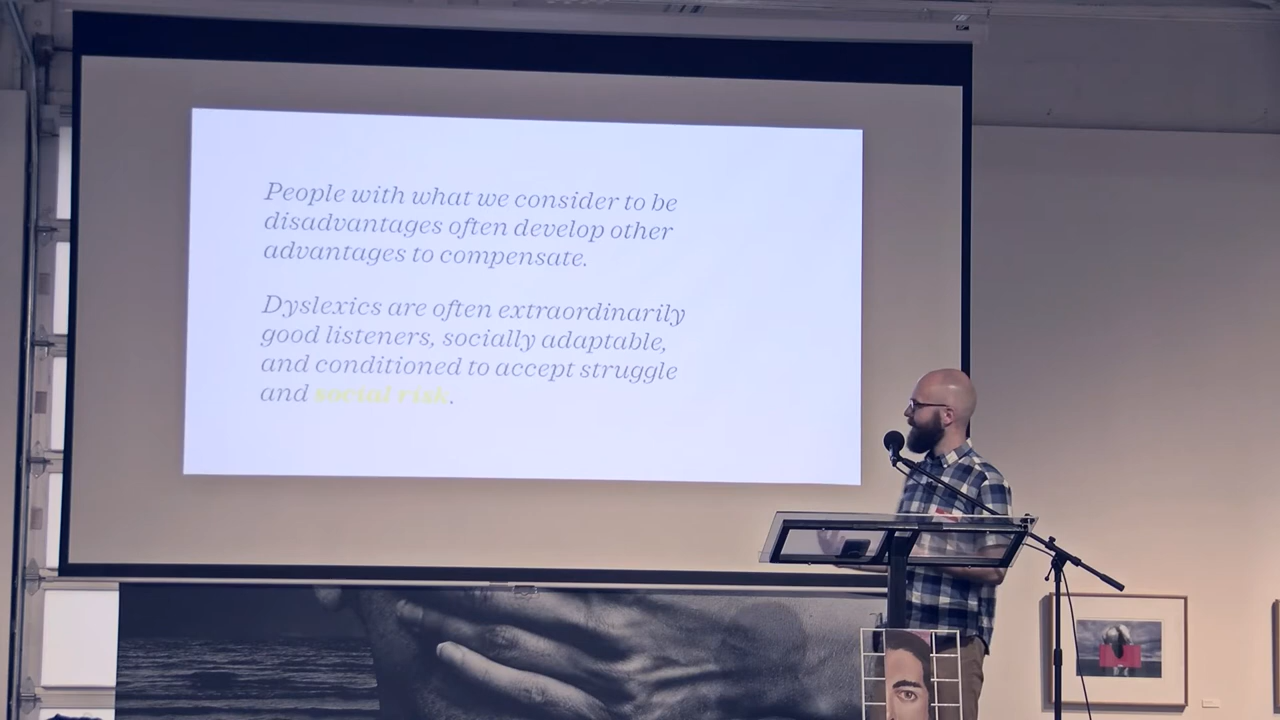 People with what we consider to be
disadvantages often develop other
advantages to compensate.
Dyslexics are often extraordinarily
good listeners, socially adaptable,
and conditioned to accept struggle
and social risk.